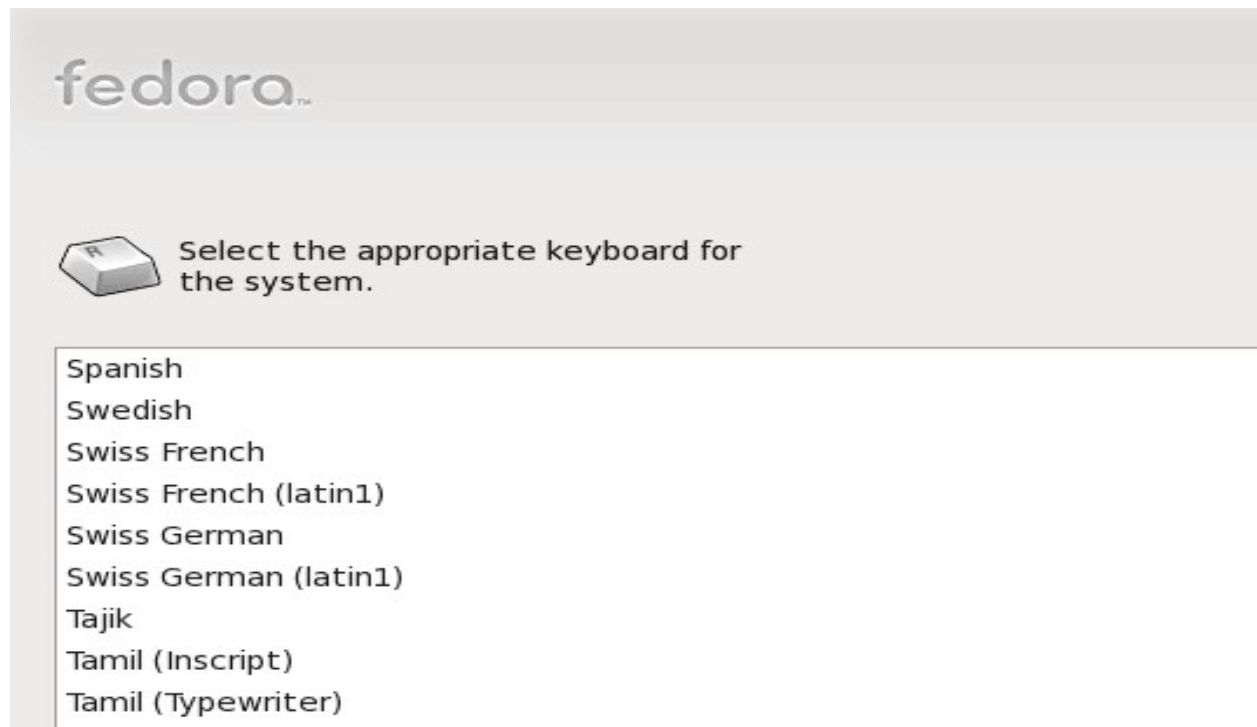 fedora™
R
Select the appropriate keyboard for
the system.
Spanish
Swedish
Swiss French
Swiss French (latin1)
Swiss German
Swiss German (latin1)
Tajik
Tamil (Inscript)
Tamil (Typewriter)